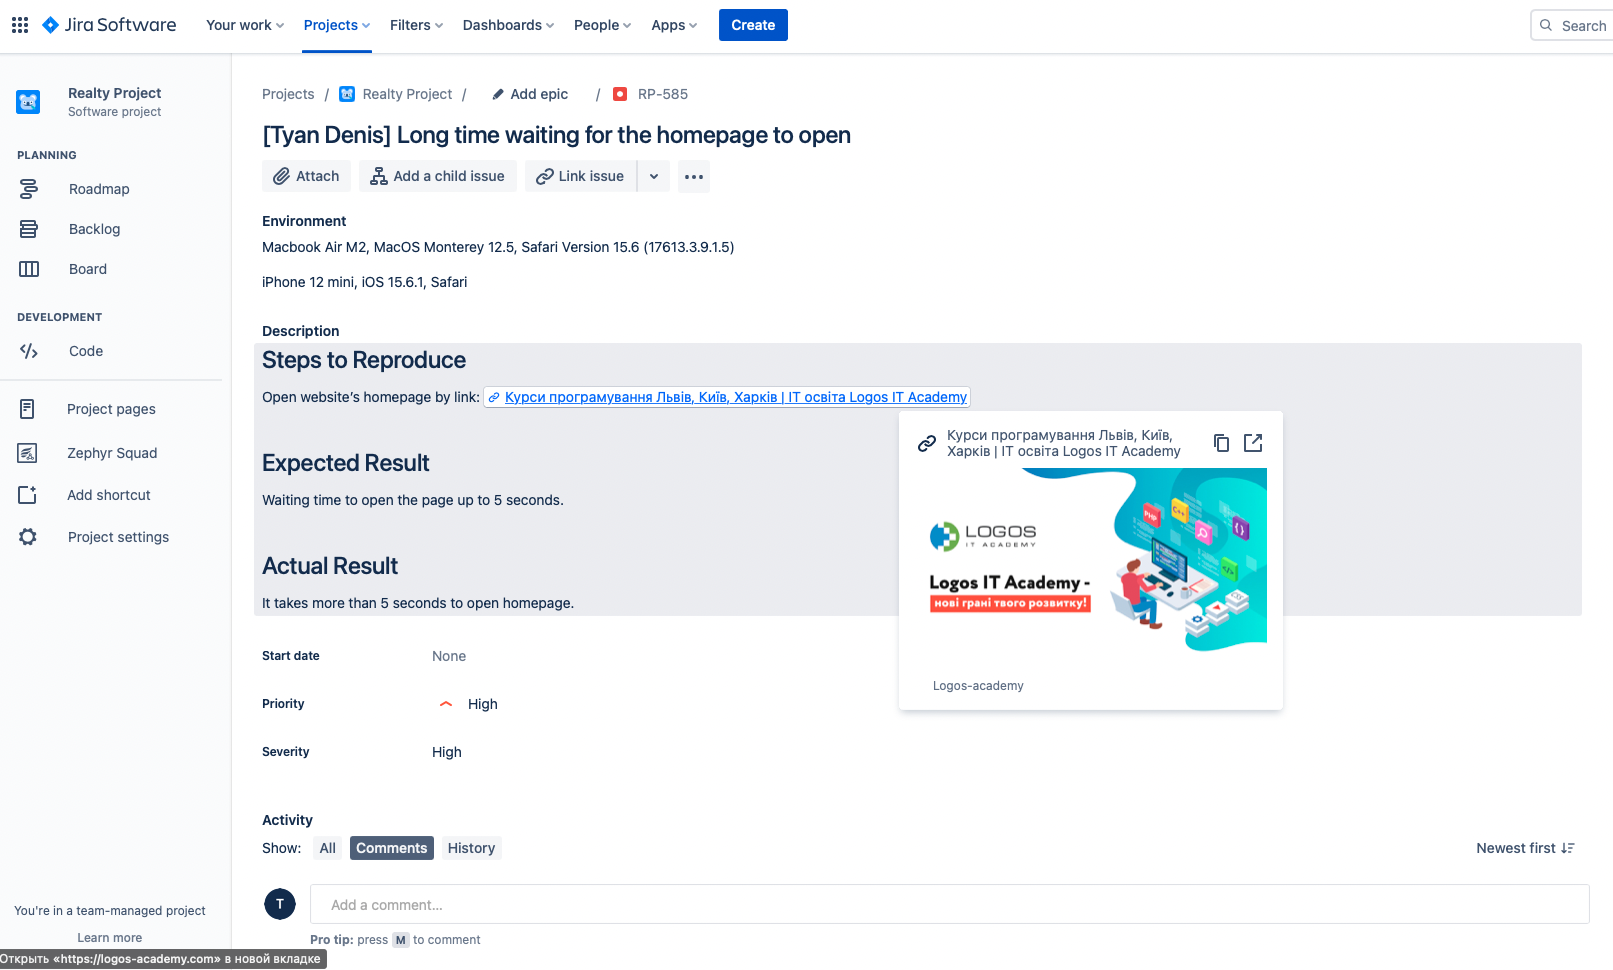 Jira Software
Your work
Projects
Filters
Dashboards
People
Apps
Create
Search
Realty Project
Software project
PLANNING
Roadmap
Backlog
Board
DEVELOPMENT
Code
Project pages
Zephyr Squad
Add shortcut
Project settings
You're in a team-managed project
Learn more
Открыть «https://logos-academy.com» в новой вкладке
Projects / Realty Project / Add epic / RP-585
[Tyan Denis] Long time waiting for the homepage to open
Attach
Add a child issue
Link issue
Environment
Macbook Air M2, MacOS Monterey 12.5, Safari Version 15.6 (17613.3.9.1.5)
iPhone 12 mini, iOS 15.6.1, Safari
Description
Steps to Reproduce
Open website's homepage by link: Курси програмування Львів, Київ, Харків | IT освіта Logos IT Academy
Expected Result
Waiting time to open the page up to 5 seconds.
Actual Result
It takes more than 5 seconds to open homepage.
Курси програмування Львів, Київ,
Харків | IT освіта Logos IT Academy
LOGOS
IT ACADEMY
Logos IT Academy -
нові грані твого розвитку!
PHP
C++
Logos-academy
Start date None
Priority High
Severity High
Activity
Show: All Comments History
Newest first
T
Add a comment...
Pro tip: press M to comment